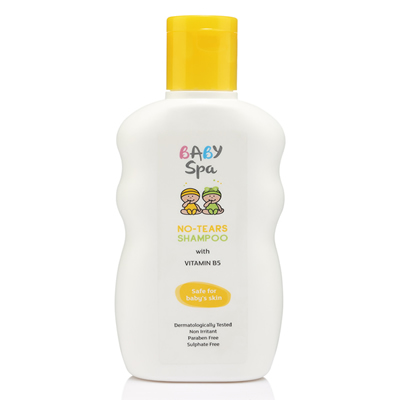 BABY
Spa
NO-TEARS
SHAMPOO
with
VITAMIN B5
Safe for
baby's skin
Dermatologically Tested
Non Irritant
Paraben Free
Sulphate Free